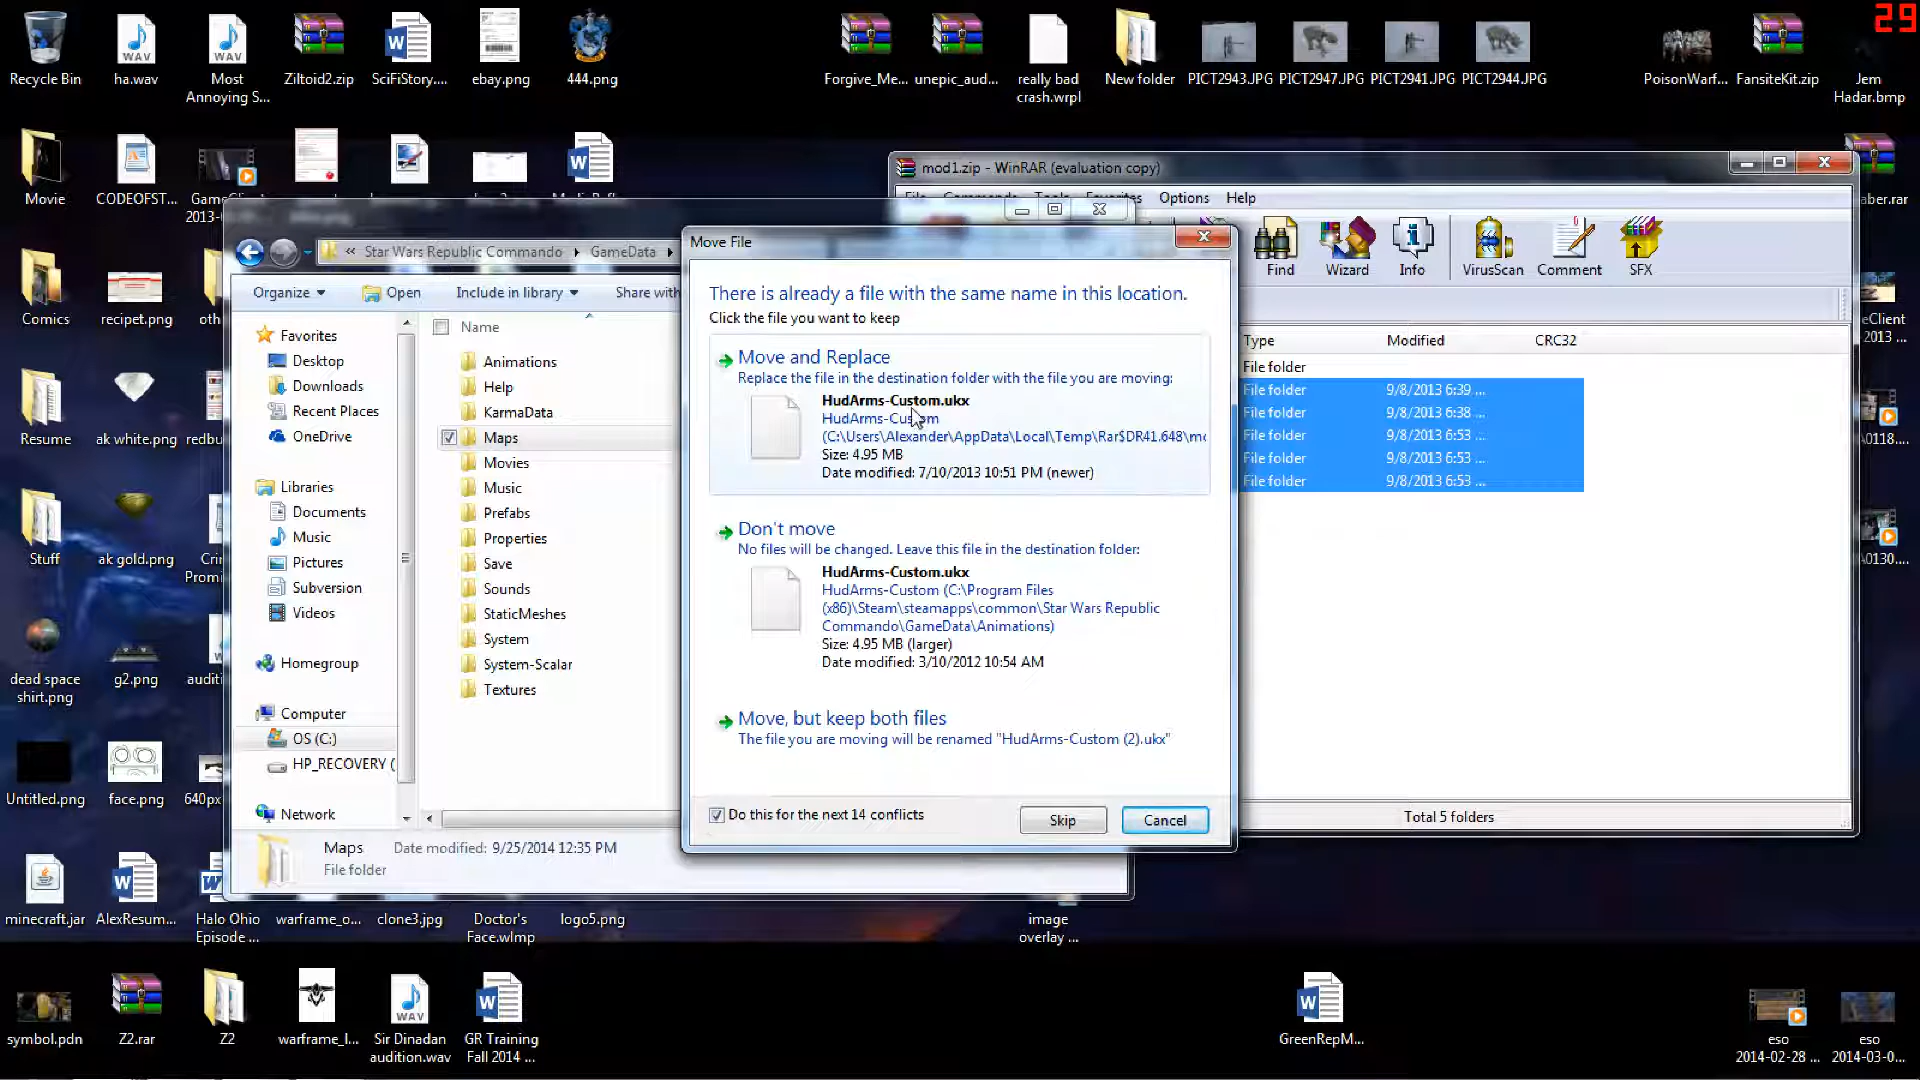 29
Recycle Bin
ha.wav
Most
Annoying S...
Ziltoid2.zip
SciFiStory....
ebay.png
444.png
Forgive_Me...
unepic_aud...
really bad
crash.wrpl
New folder
PICT2943.JPG
PICT2947.JPG
PICT2941.JPG
PICT2944.JPG
PoisonWarf...
FansiteKit.zip
Jem
Hadar.bmp
Movie
CODEOFST...
mod1.zip - WinRAR (evaluation copy)
File Commands Tools Favorites Options Help
Find
Wizard
Info
VirusScan
Comment
SFX
Type
Modified
CRC32
File folder
File folder 9/8/2013 6:39 ...
File folder 9/8/2013 6:38 ...
File folder 9/8/2013 6:53 ...
File folder 9/8/2013 6:53 ...
File folder 9/8/2013 6:53 ...
Total 5 folders
« Star Wars Republic Commando
GameData
Organize
Open
Include in library
Share with
Favorites
Desktop
Downloads
Recent Places
OneDrive
Libraries
Documents
Music
Pictures
Subversion
Videos
Homegroup
Computer
OS (C:)
HP_RECOVERY (
Network
Name
Animations
Help
KarmaData
Maps
Movies
Music
Prefabs
Properties
Save
Sounds
StaticMeshes
System
System-Scalar
Textures
Maps Date modified: 9/25/2014 12:35 PM
File folder
Move File
There is already a file with the same name in this location.
Click the file you want to keep
Move and Replace
Replace the file in the destination folder with the file you are moving:
HudArms-Custom.ukx
HudArms-Custom
(C:\Users\Alexander\AppData\Local\Temp\Rar$DR41.648\mo
Size: 4.95 MB
Date modified: 7/10/2013 10:51 PM (newer)
Don't move
No files will be changed. Leave this file in the destination folder:
HudArms-Custom.ukx
HudArms-Custom (C:\Program Files
(x86)\Steam\steamapps\common\Star Wars Republic
Commando\GameData\Animations)
Size: 4.95 MB (larger)
Date modified: 3/10/2012 10:54 AM
Move, but keep both files
The file you are moving will be renamed "HudArms-Custom (2).ukx"
Do this for the next 14 conflicts
Skip
Cancel
Comics
recipet.png
Resume
ak white.png
Stuff
ak gold.png
dead space
shirt.png
g2.png
Untitled.png
face.png
640px
minecraft.jar
AlexResum...
Halo Ohio
Episode ...
warframe_o...
clone3.jpg
Doctor's
Face.wlmp
logo5.png
image
overlay ...
symbol.pdn
Z2.rar
Z2
warframe_l...
Sir Dinadan
audition.wav
GR Training
Fall 2014 ...
GreenRepM...
eso
2014-02-28 ...
eso
2014-03-0...